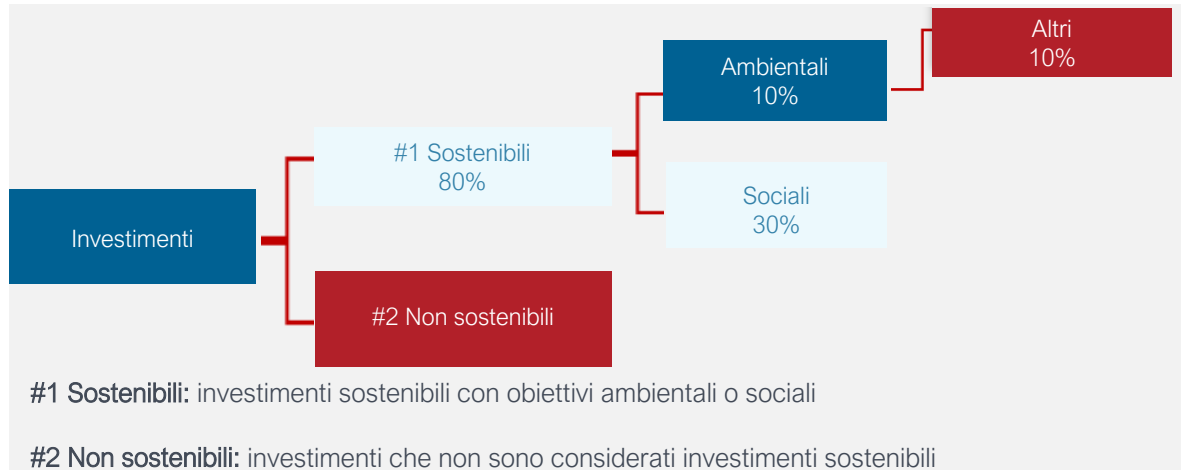 Altri
10%
Ambientali
10%
#1 Sostenibili
80%
Sociali
30%
Investimenti
#2 Non sostenibili
#1 Sostenibili: investimenti sostenibili con obiettivi ambientali o sociali
#2 Non sostenibili: investimenti che non sono considerati investimenti sostenibili